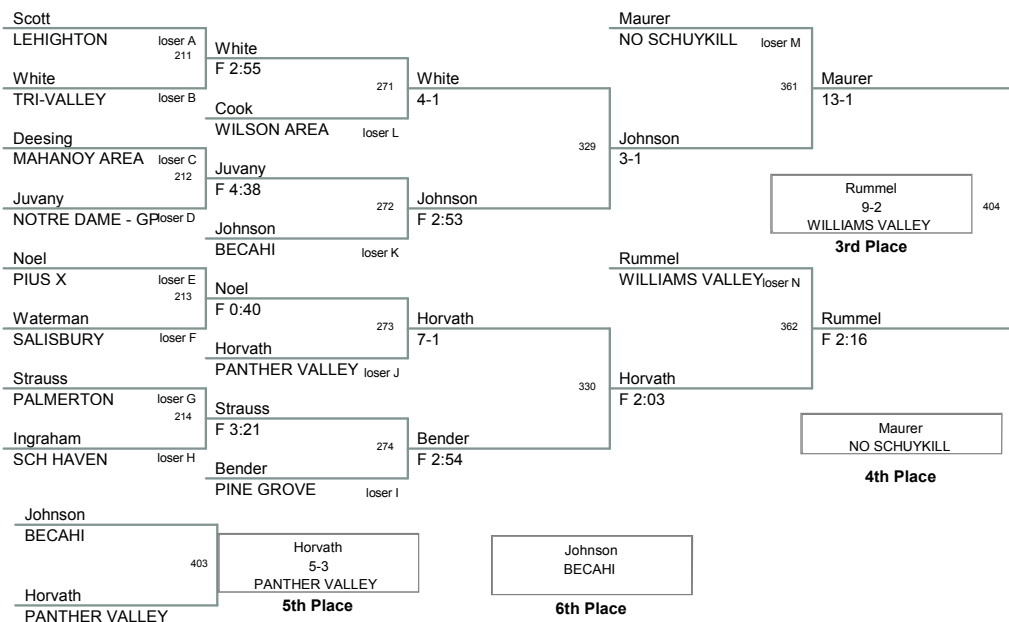 Scott
LEHIGHTON
loser A
211
White
TRI-VALLEY
loser B
Deesing
MAHANOY AREA
loser C
212
Juvany
NOTRE DAME - GP
loser D
Noel
PIUS X
loser E
213
Waterman
SALISBURY
loser F
Strauss
PALMERTON
loser G
214
Ingraham
SCH HAVEN
loser H
White
F 2:55
271
Cook
WILSON AREA
loser L
Juvany
F 4:38
272
Johnson
BECAHI
loser K
Noel
F 0:40
273
Horvath
PANTHER VALLEY
loser J
Strauss
F 3:21
274
Bender
PINE GROVE
loser I
White
4-1
329
Johnson
F 2:53
Horvath
7-1
330
Bender
F 2:54
Maurer
NO SCHUYKILL
loser M
361
Johnson
3-1
Rummel
WILLIAMS VALLEY
loser N
362
Horvath
F 2:03
Maurer
13-1
Rummel
9-2
WILLIAMS VALLEY
404
3rd Place
Rummel
F 2:16
Maurer
NO SCHUYKILL
4th Place
Johnson
BECAHI
403
Horvath
PANTHER VALLEY
Horvath
5-3
PANTHER VALLEY
5th Place
Johnson
BECAHI
6th Place